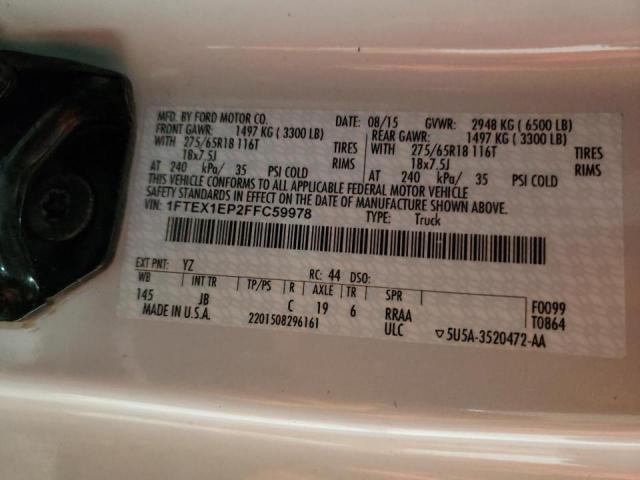 MFD. BY FORD MOTOR CO.
DATE: 08/15 GVWR: 2948 KG ( 6500 LB)
FRONT GAWR: 1497 KG ( 3300 LB) REAR GAWR: 1497 KG ( 3300 LB)
WITH 275/65R18 116T TIRES WITH 275/65R18 116T TIRES
18x7.5J RIMS 18x7.5J RIMS
AT 240 kPa/ 35 PSI COLD AT 240 kPa/ 35 PSI COLD
THIS VEHICLE CONFORMS TO ALL APPLICABLE FEDERAL MOTOR VEHICLE
SAFETY STANDARDS IN EFFECT ON THE DATE OF MANUFACTURE SHOWN ABOVE.
VIN: 1FTEX1EP2FFC59978 TYPE: Truck
EXT PNT: YZ RC: 44 DSO:
WB INT TR TP/PS R AXLE TR SPR
145 JB C 19 6 RRAA F0099
MADE IN U.S.A. 2201508296161 ULC T0864
▽5U5A-3520472-AA